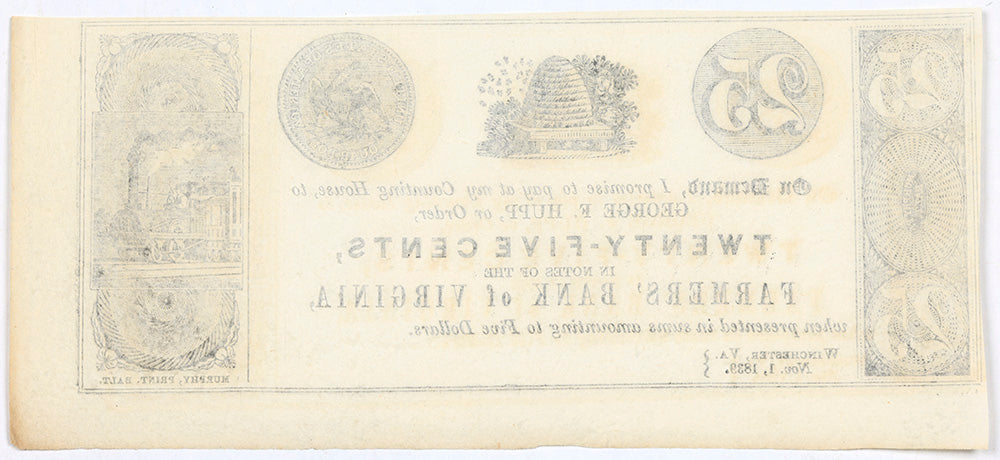 25
25
On Demand, I promise to pay at my Counting House, to
GEORGE F. HUPP, or Order,
TWENTY-FIVE CENTS,
IN NOTES OF THE
FARMERS' BANK of VIRGINIA,
when presented in sums amounting to Five Dollars.
WINCHESTER, VA. }
Nov. 1, 1839. }
25
MURPHY, PRINT. BALT.